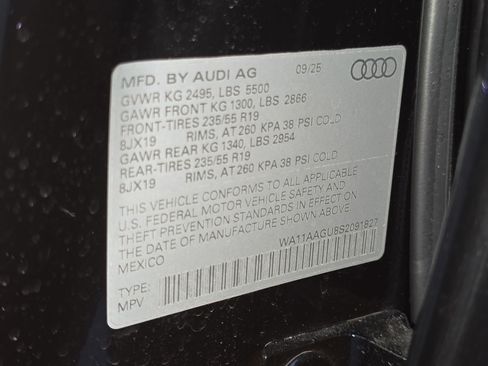 MFD. BY AUDI AG 09/25
GVWR KG 2495, LBS 5500
GAWR FRONT KG 1300, LBS 2866
FRONT-TIRES 235/55 R19
8JX19 RIMS, AT 260 KPA 38 PSI COLD
GAWR REAR KG 1340, LBS 2954
REAR-TIRES 235/55 R19
8JX19 RIMS, AT 260 KPA 38 PSI COLD
THIS VEHICLE CONFORMS TO ALL APPLICABLE
U.S. FEDERAL MOTOR VEHICLE SAFETY AND
THEFT PREVENTION STANDARDS IN EFFECT ON
THE DATE OF MANUFACTURE SHOWN ABOVE.
MEXICO
WA11AAGU8S2091827
TYPE:
MPV